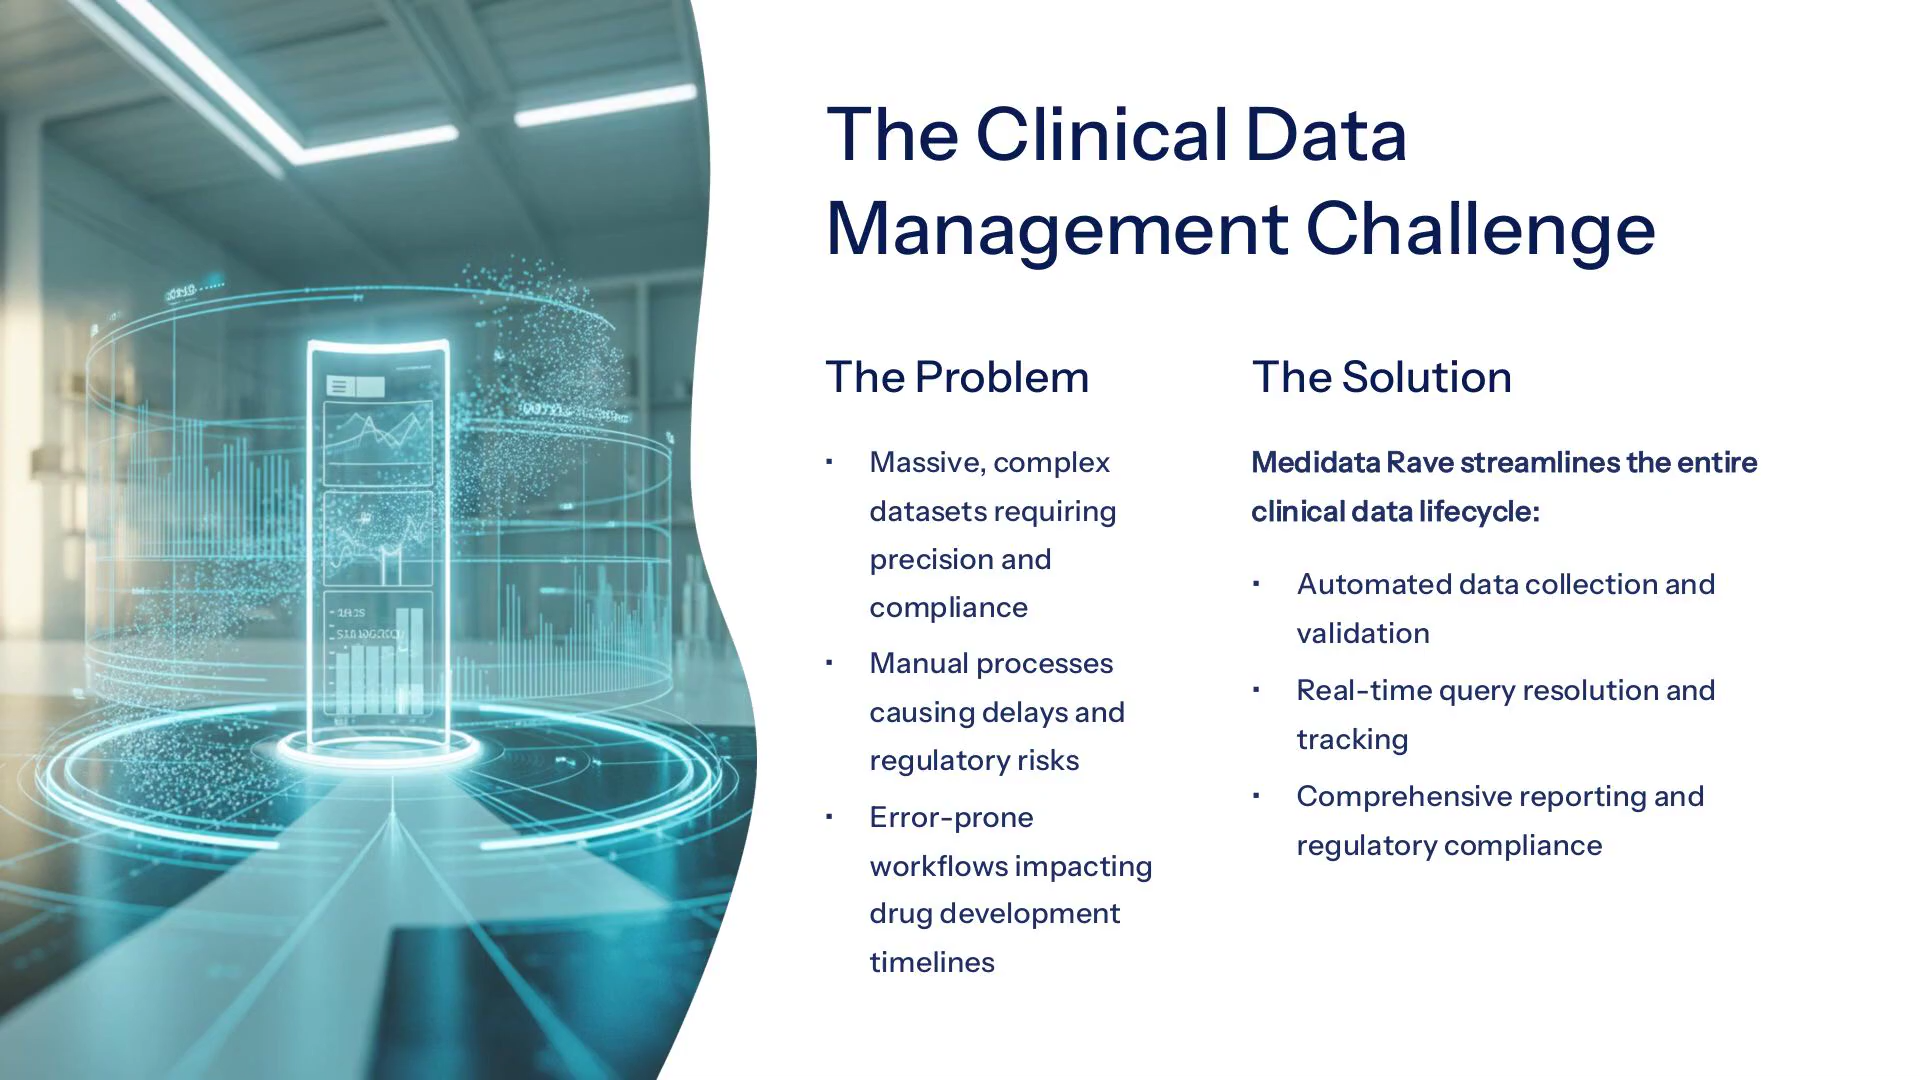 The Clinical Data
Management Challenge
The Problem
▪ Massive, complex
datasets requiring
precision and
compliance
▪ Manual processes
causing delays and
regulatory risks
▪ Error-prone
workflows impacting
drug development
timelines
The Solution
Medidata Rave streamlines the entire
clinical data lifecycle:
▪ Automated data collection and
validation
▪ Real-time query resolution and
tracking
▪ Comprehensive reporting and
regulatory compliance